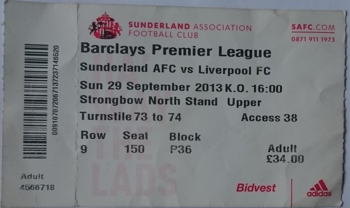 SUNDERLAND ASSOCIATION
FOOTBALL CLUB
SAFC.COM
0871 911 1973
Barclays Premier League
Sunderland AFC vs Liverpool FC
Sun 29 September 2013 K.O. 16:00
Strongbow North Stand Upper
Turnstile 73 to 74 Access 38
Row Seat Block
9 150 P36 Adult
£34.00
THE
LADS
Adult
4566718
Bidvest adidas